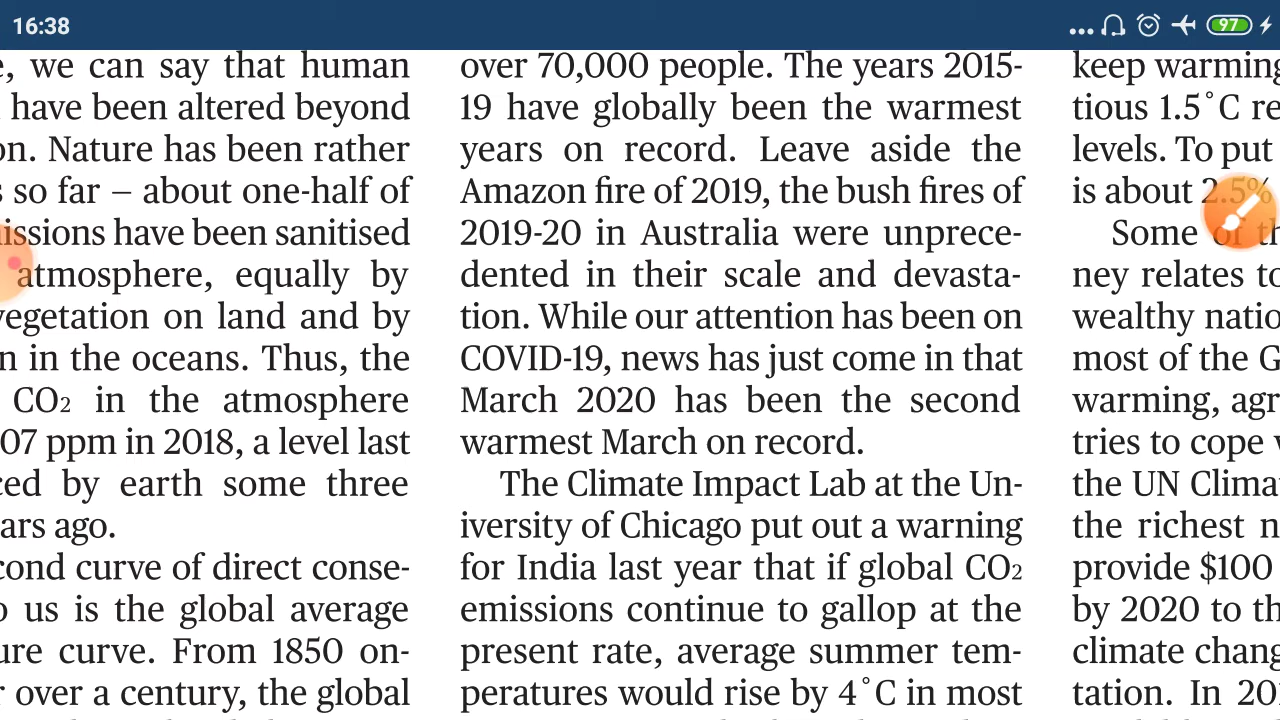 16:38
97
e, we can say that human
have been altered beyond
on. Nature has been rather
s so far – about one-half of
issions have been sanitised
atmosphere, equally by
vegetation on land and by
n in the oceans. Thus, the
CO2 in the atmosphere
07 ppm in 2018, a level last
ced by earth some three
ars ago.
cond curve of direct conse-
o us is the global average
ure curve. From 1850 on-
r over a century, the global
over 70,000 people. The years 2015-
19 have globally been the warmest
years on record. Leave aside the
Amazon fire of 2019, the bush fires of
2019-20 in Australia were unprece-
dented in their scale and devasta-
tion. While our attention has been on
COVID-19, news has just come in that
March 2020 has been the second
warmest March on record.
The Climate Impact Lab at the Un-
iversity of Chicago put out a warning
for India last year that if global CO2
emissions continue to gallop at the
present rate, average summer tem-
peratures would rise by 4˚C in most
keep warming
tious 1.5˚C re
levels. To put
is about 2.5%
Some of th
ney relates to
wealthy natio
most of the G
warming, agr
tries to cope
the UN Clima
the richest n
provide $100
by 2020 to th
climate chang
tation. In 20